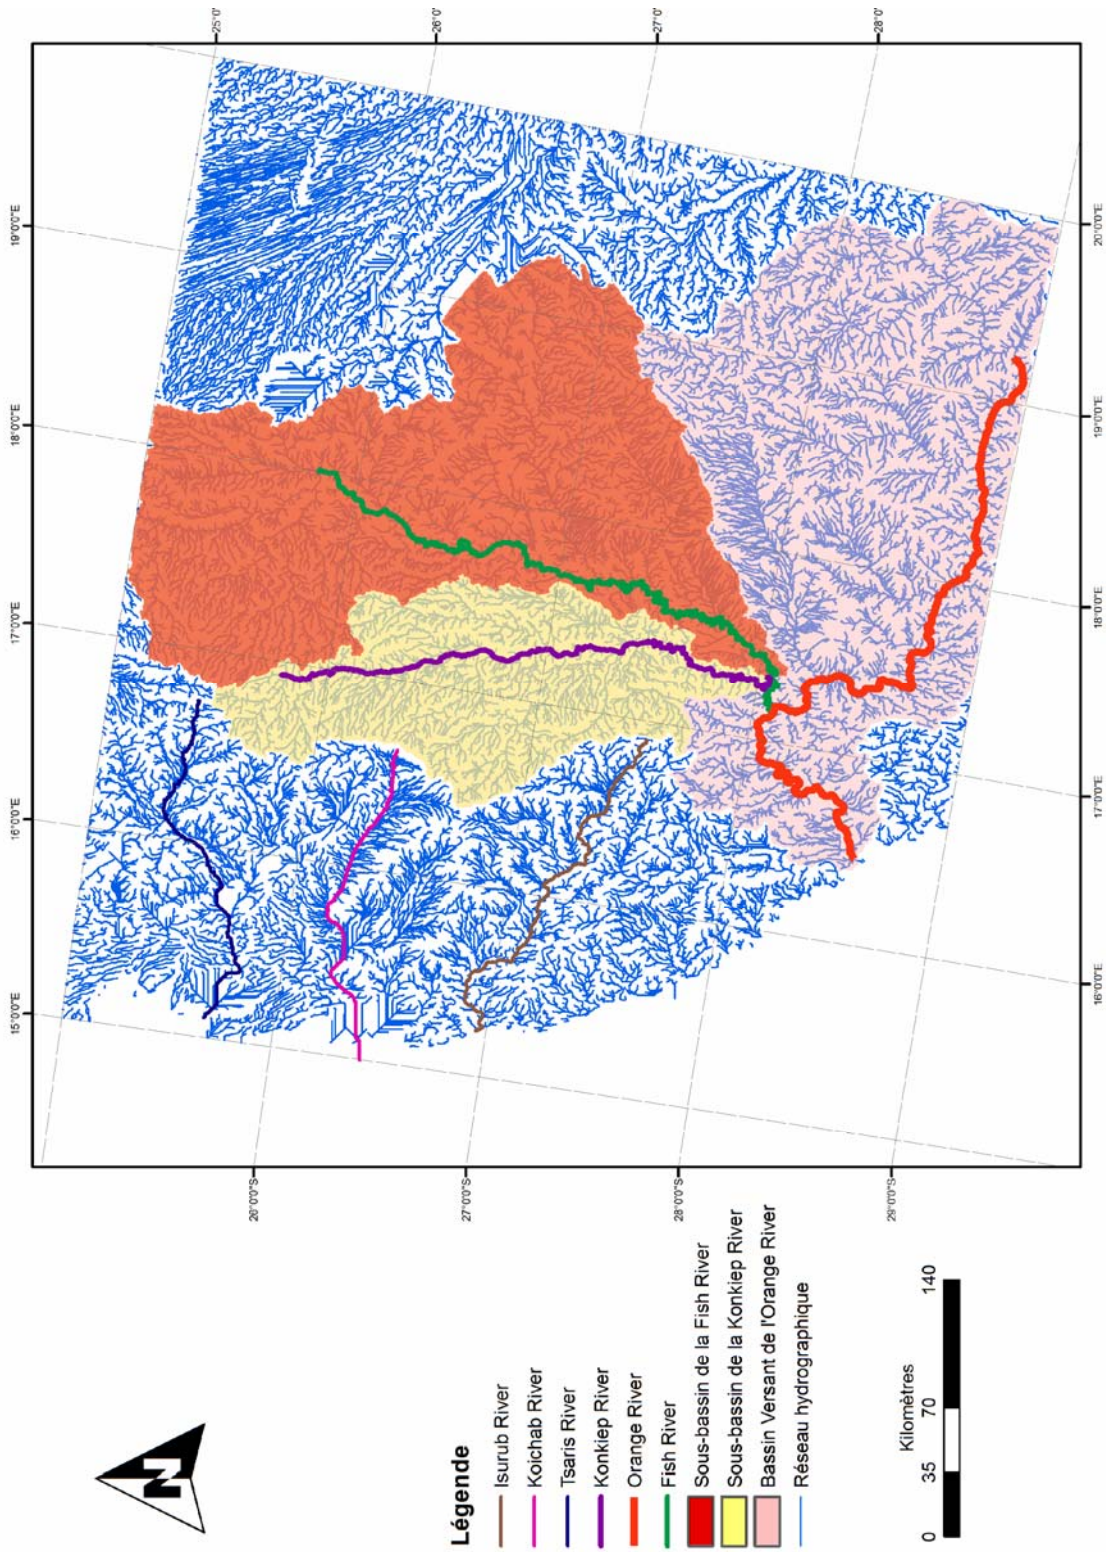 N
Légende
Isurub River
Koichab River
Tsaris River
Konkiep River
Orange River
Fish River
Sous-bassin de la Fish River
Sous-bassin de la Konkiep River
Bassin Versant de l'Orange River
Réseau hydrographique
Kilomètres
0 35 70 140
15°0'0"E
16°0'0"E
17°0'0"E
18°0'0"E
19°0'0"E
26°0'0"S
27°0'0"S
28°0'0"S
29°0'0"S
25°0'
26°0'
27°0'
28°0'
16°0'0"E
17°0'0"E
18°0'0"E
19°0'0"E
20°0'0"E